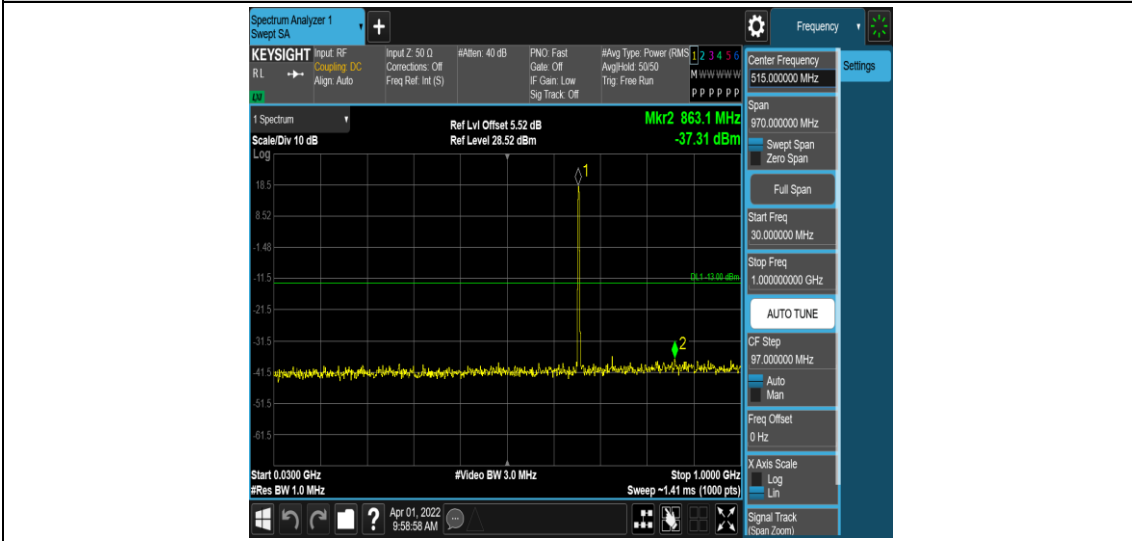 Spectrum Analyzer 1
Swept SA
+
Frequency
KEYSIGHT
RL
Input: RF
Coupling: DC
Align: Auto
Input Z: 50 Ω
Corrections: Off
Freq Ref: Int (S)
#Atten: 40 dB
PNO: Fast
Gate: Off
IF Gain: Low
Sig Track: Off
#Avg Type: Power (RMS
Avg|Hold: 50/50
Trig: Free Run
1 2 3 4 5 6
M W W W W W
P P P P P P
1 Spectrum
Scale/Div 10 dB
Log
Ref Lvl Offset 5.52 dB
Ref Level 28.52 dBm
Mkr2 863.1 MHz
-37.31 dBm
1
18.5
8.52
-1.48
-11.5
DL1 -13.00 dBm
-21.5
-31.5
2
-41.5
-51.5
-61.5
Start 0.0300 GHz
#Res BW 1.0 MHz
#Video BW 3.0 MHz
Stop 1.0000 GHz
Sweep ~1.41 ms (1000 pts)
?
Apr 01, 2022
9:58:58 AM
Center Frequency
515.000000 MHz
Settings
Span
970.000000 MHz
Swept Span
Zero Span
Full Span
Start Freq
30.000000 MHz
Stop Freq
1.000000000 GHz
AUTO TUNE
CF Step
97.000000 MHz
Auto
Man
Freq Offset
0 Hz
X Axis Scale
Log
Lin
Signal Track
(Span Zoom)